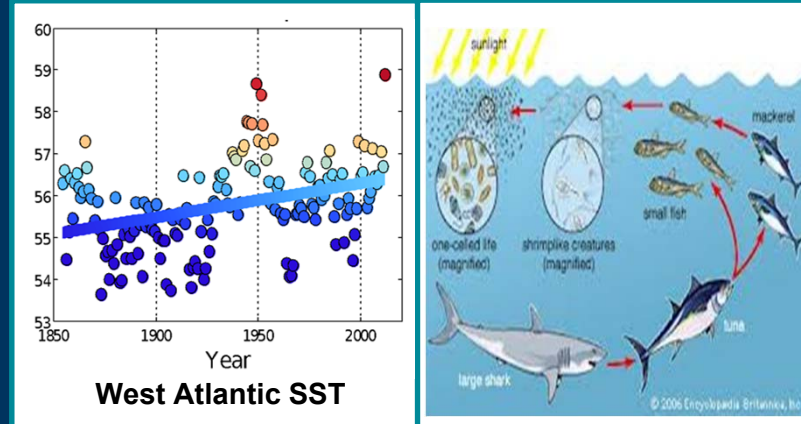 60
59
58
57
56
55
54
53
1850
1900
1950
2000
Year
West Atlantic SST
sunlight
mackerel
small fish
one-celled life
(magnified)
shrimplike creatures
(magnified)
tuna
large shark
© 2006 Encyclopædia Britannica, Inc